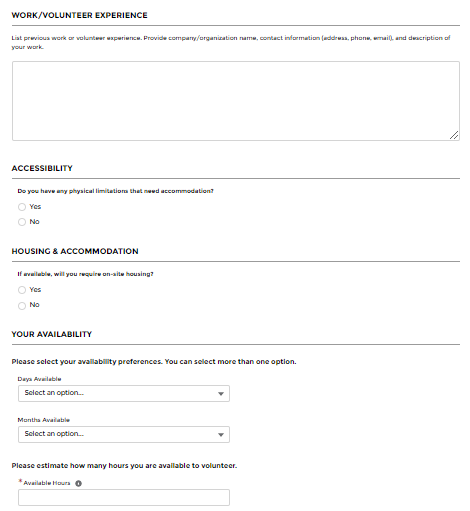 WORK/VOLUNTEER EXPERIENCE
List previous work or volunteer experience. Provide company/organization name, contact information (address, phone, email), and description of
your work.
ACCESSIBILITY
Do you have any physical limitations that need accommodation?
Yes
No
HOUSING & ACCOMMODATION
If available, will you require on-site housing?
Yes
No
YOUR AVAILABILITY
Please select your availability preferences. You can select more than one option.
Days Available
Select an option...
Months Available
Select an option...
Please estimate how many hours you are available to volunteer.
* Available Hours